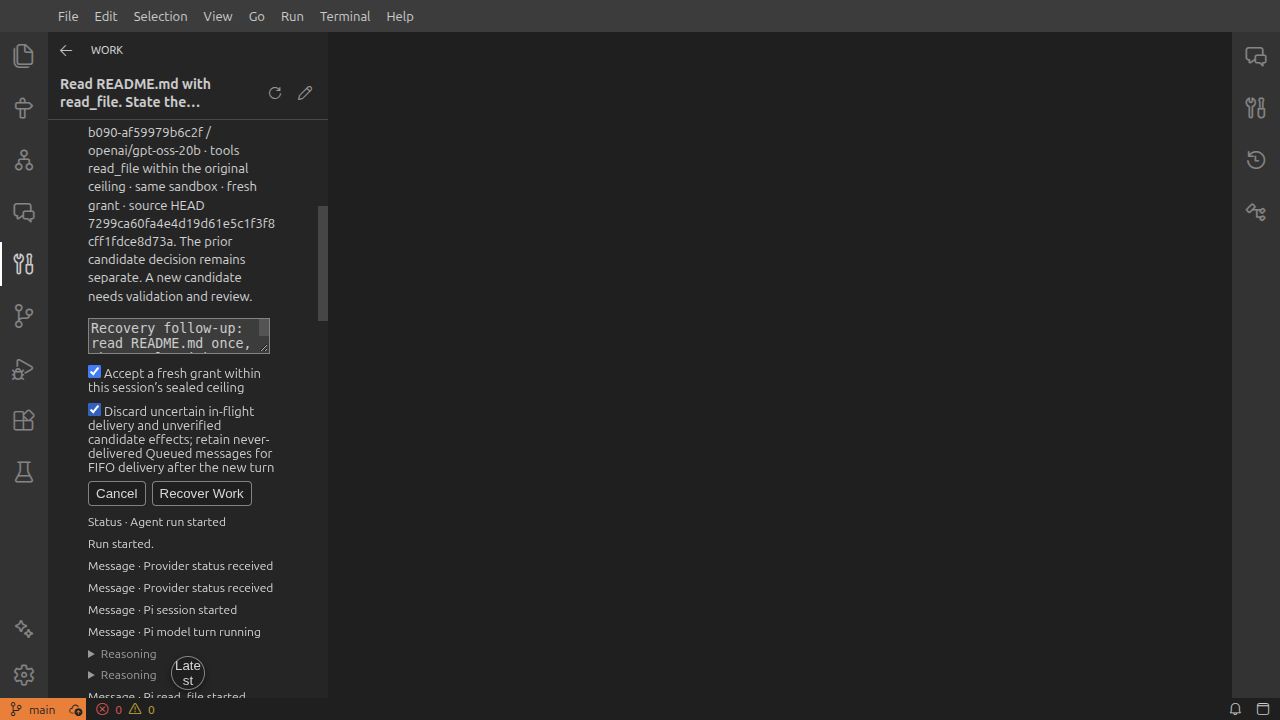 File Edit Selection View Go Run Terminal Help
WORK
Read README.md with
read_file. State the…
b090-af59979b6c2f /
openai/gpt-oss-20b · tools
read_file within the original
ceiling · same sandbox · fresh
grant · source HEAD
7299ca60fa4e4d19d61e5c1f3f8
cff1fdce8d73a. The prior
candidate decision remains
separate. A new candidate
needs validation and review.
Recovery follow-up:
read README.md once,
Accept a fresh grant within
this session's sealed ceiling
Discard uncertain in-flight
delivery and unverified
candidate effects; retain never-
delivered Queued messages for
FIFO delivery after the new turn
Cancel Recover Work
Status · Agent run started
Run started.
Message · Provider status received
Message · Provider status received
Message · Pi session started
Message · Pi model turn running
Reasoning
Reasoning
Late
st
Message · Pi read_file started
main 0 0